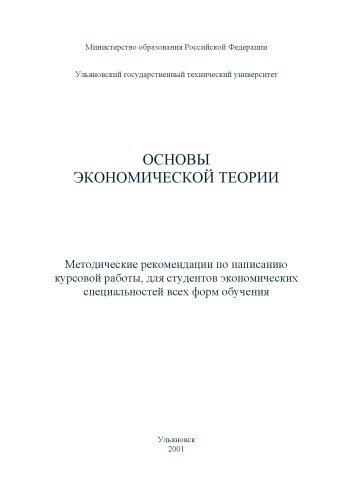 Министерство образования Российской Федерации
Ульяновский государственный технический университет
ОСНОВЫ
ЭКОНОМИЧЕСКОЙ ТЕОРИИ
Методические рекомендации по написанию
курсовой работы, для студентов экономических
специальностей всех форм обучения
Ульяновск
2001